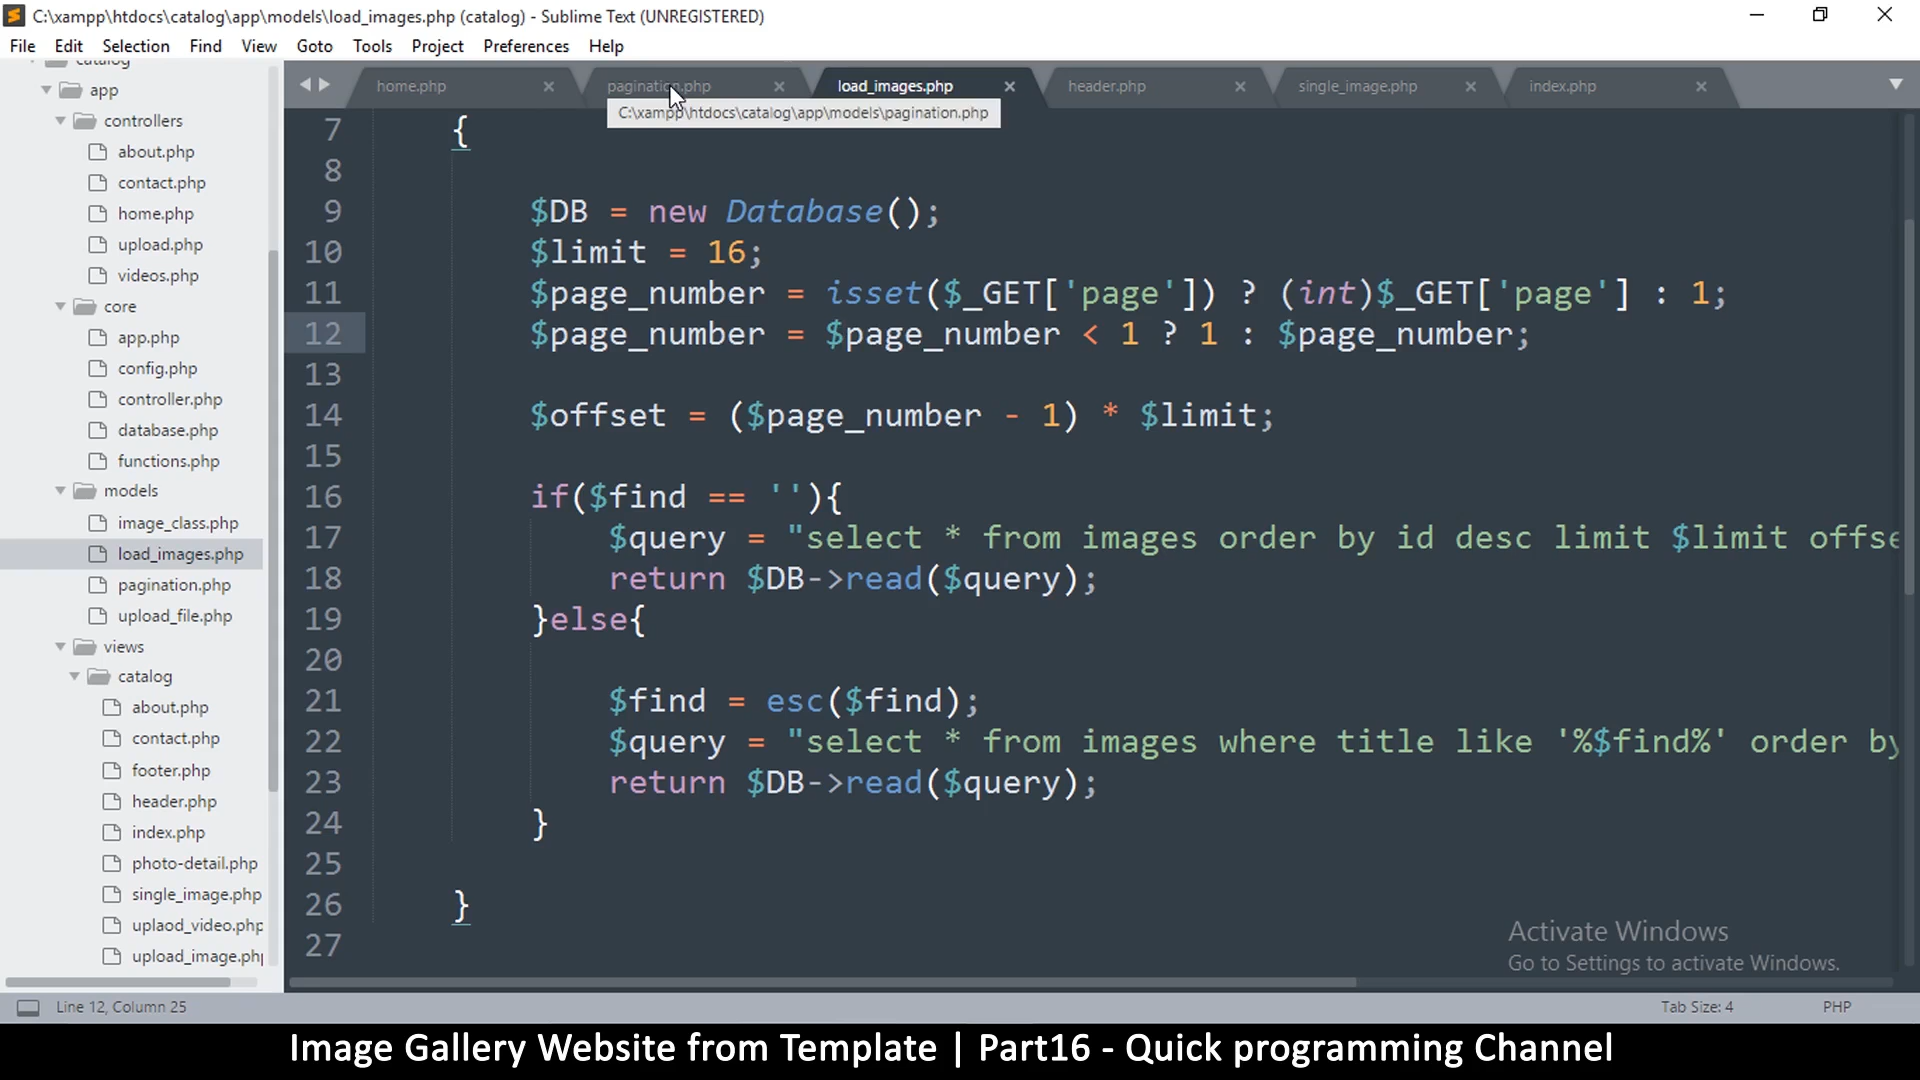 C:\xampp\htdocs\catalog\app\models\load_images.php (catalog) - Sublime Text (UNREGISTERED)
File Edit Selection Find View Goto Tools Project Preferences Help
catalog
app
controllers
about.php
contact.php
home.php
upload.php
videos.php
core
app.php
config.php
controller.php
database.php
functions.php
models
image_class.php
load_images.php
pagination.php
upload_file.php
views
catalog
about.php
contact.php
footer.php
header.php
index.php
photo-detail.php
single_image.php
uplaod_video.php
upload_image.php
home.php pagination.php load_images.php header.php single_image.php index.php
C:\xampp\htdocs\catalog\app\models\pagination.php
7 {
8
9 $DB = new Database();
10 $limit = 16;
11 $page_number = isset($_GET['page']) ? (int)$_GET['page'] : 1;
12 $page_number = $page_number < 1 ? 1 : $page_number;
13
14 $offset = ($page_number - 1) * $limit;
15
16 if($find == ''){
17 $query = "select * from images order by id desc limit $limit offse
18 return $DB->read($query);
19 }else{
20
21 $find = esc($find);
22 $query = "select * from images where title like '%$find%' order by
23 return $DB->read($query);
24 }
25
26 }
27
Activate Windows
Go to Settings to activate Windows.
Line 12, Column 25 Tab Size: 4 PHP
Image Gallery Website from Template | Part16 - Quick programming Channel